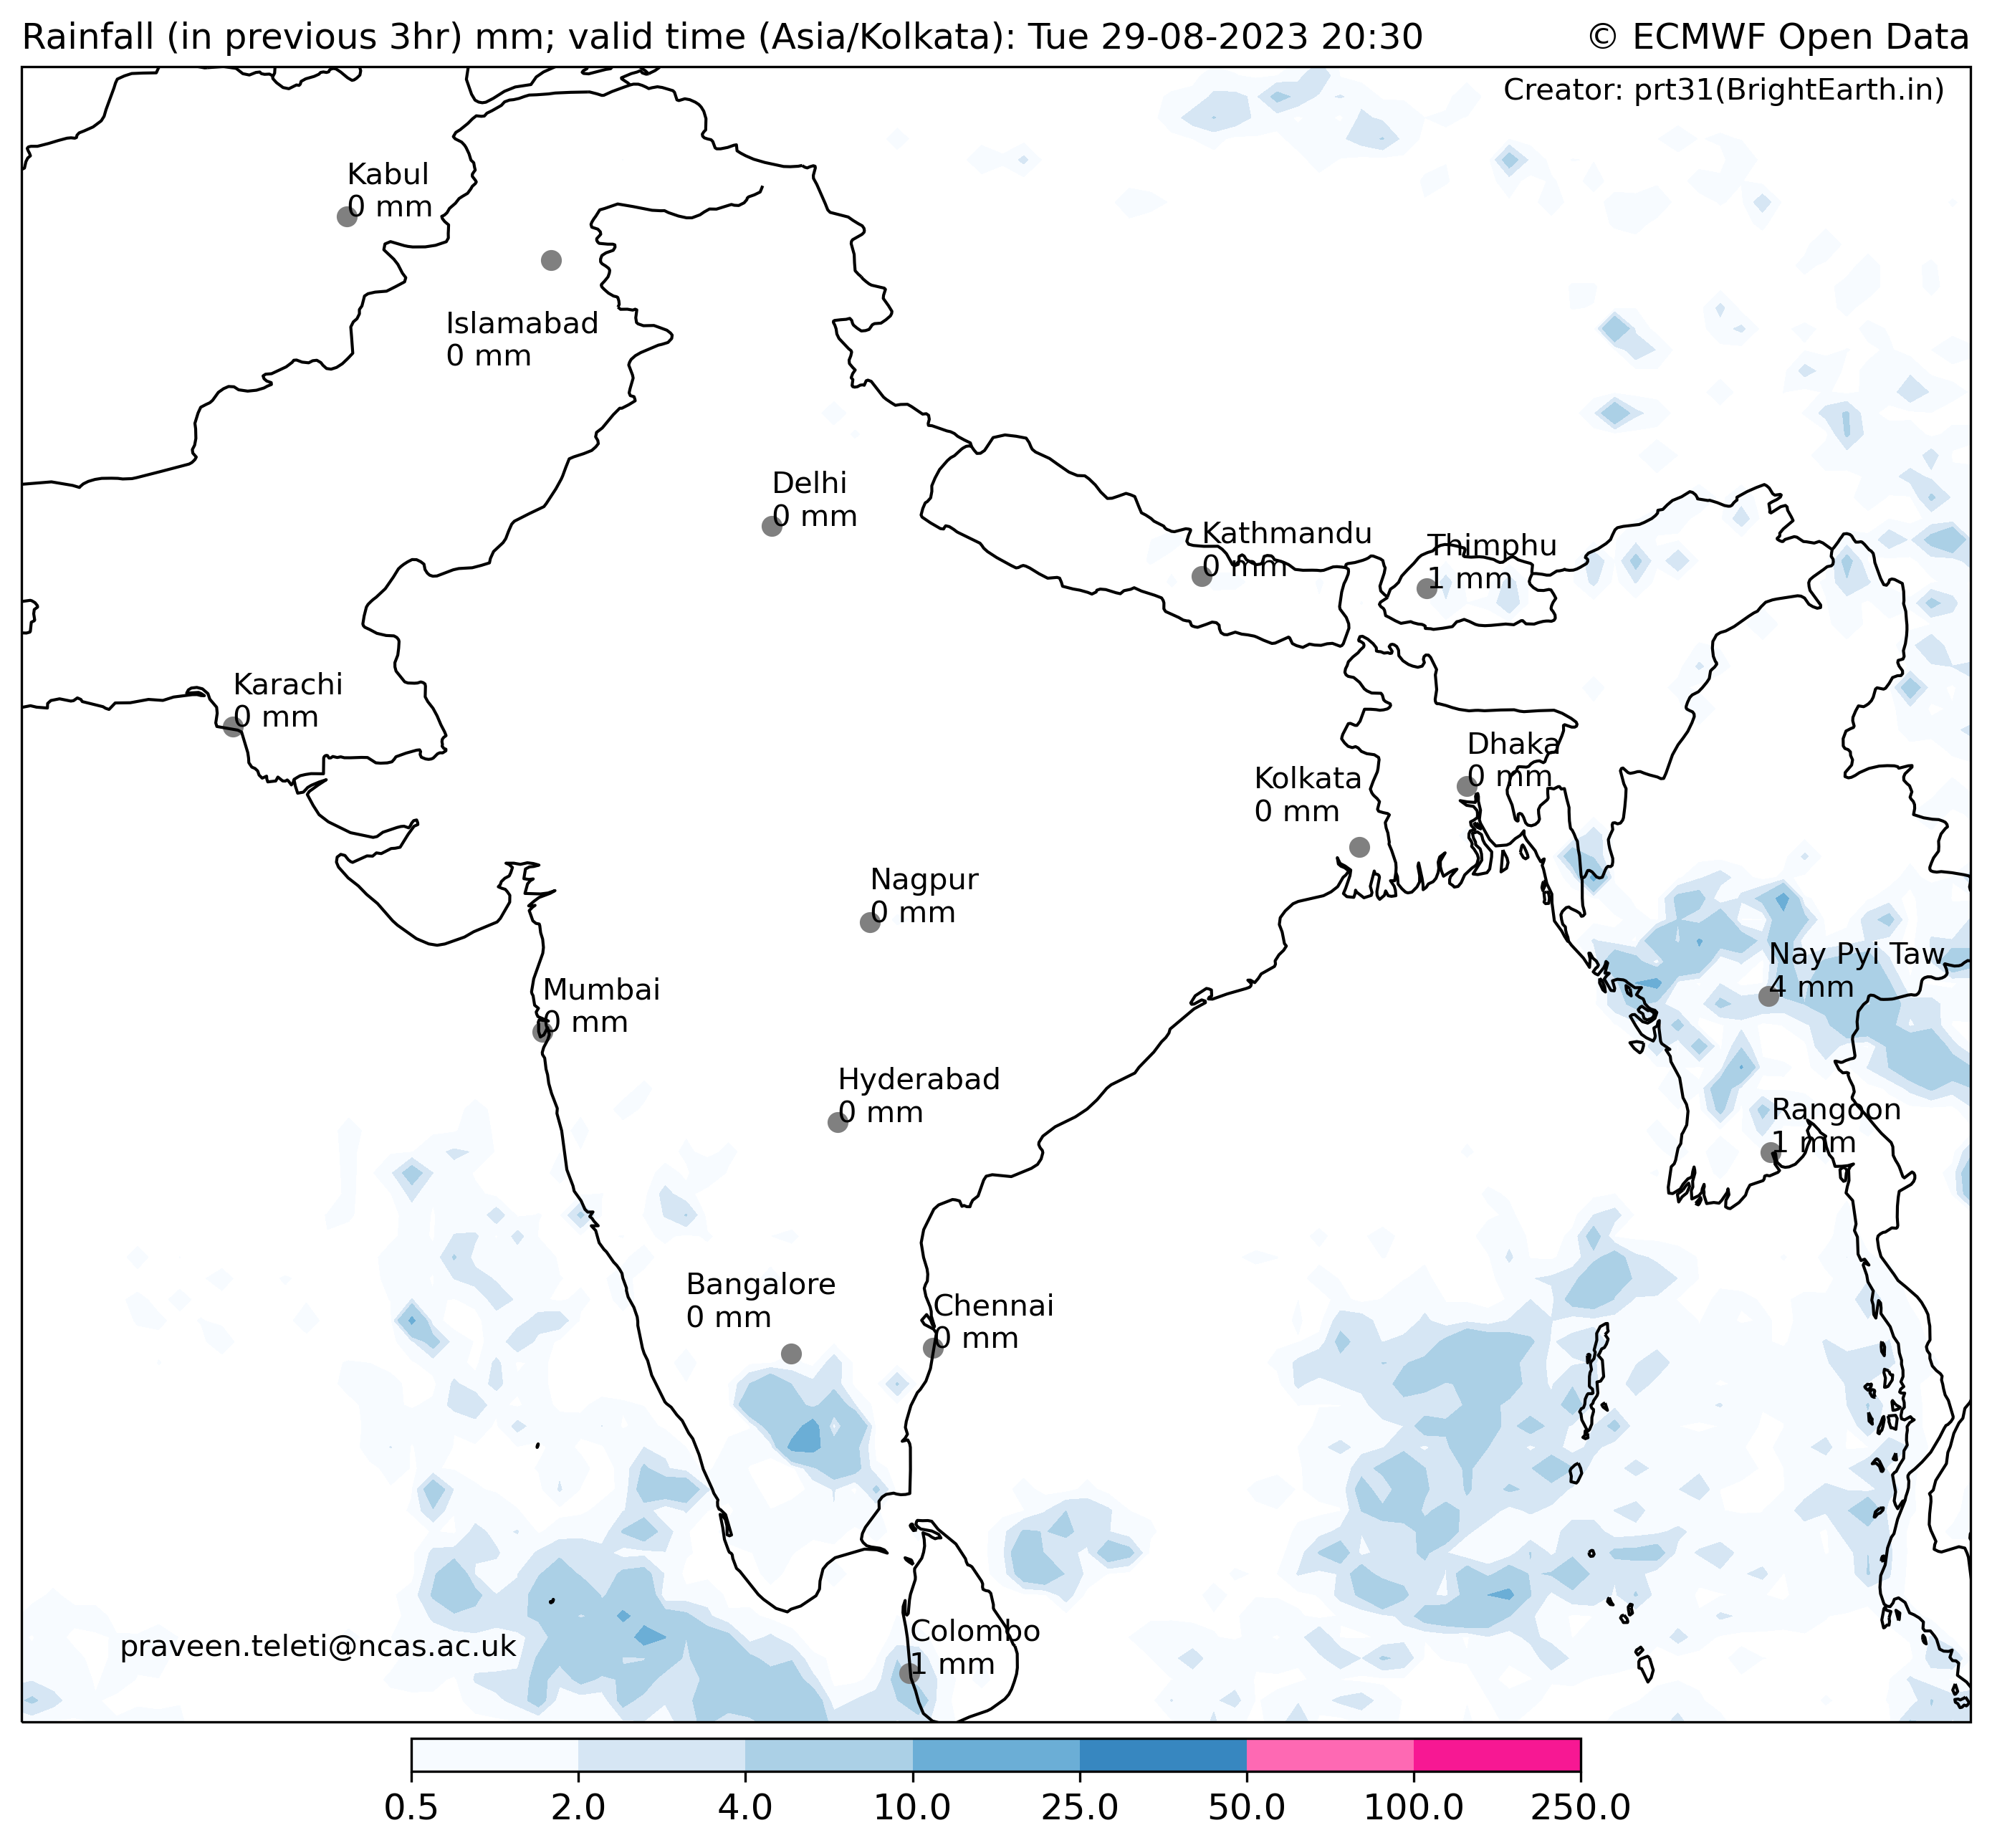 Rainfall (in previous 3hr) mm; valid time (Asia/Kolkata): Tue 29-08-2023 20:30
© ECMWF Open Data
Creator: prt31(BrightEarth.in)
Kabul
0 mm
Islamabad
0 mm
Delhi
0 mm
Kathmandu
0 mm
Thimphu
1 mm
Karachi
0 mm
Dhaka
0 mm
Kolkata
0 mm
Nagpur
0 mm
Nay Pyi Taw
4 mm
Mumbai
0 mm
Hyderabad
0 mm
Rangoon
1 mm
Bangalore
0 mm
Chennai
0 mm
Colombo
1 mm
praveen.teleti@ncas.ac.uk
0.5 2.0 4.0 10.0 25.0 50.0 100.0 250.0